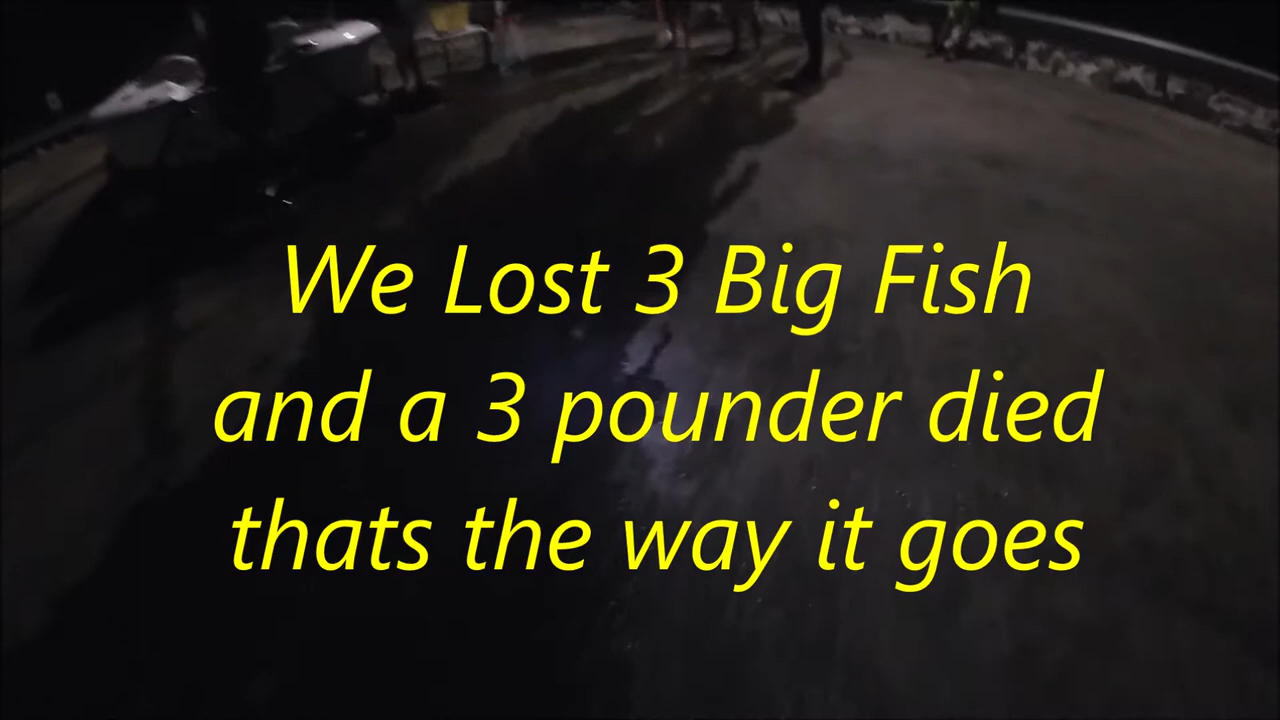 We Lost 3 Big Fish
and a 3 pounder died
thats the way it goes